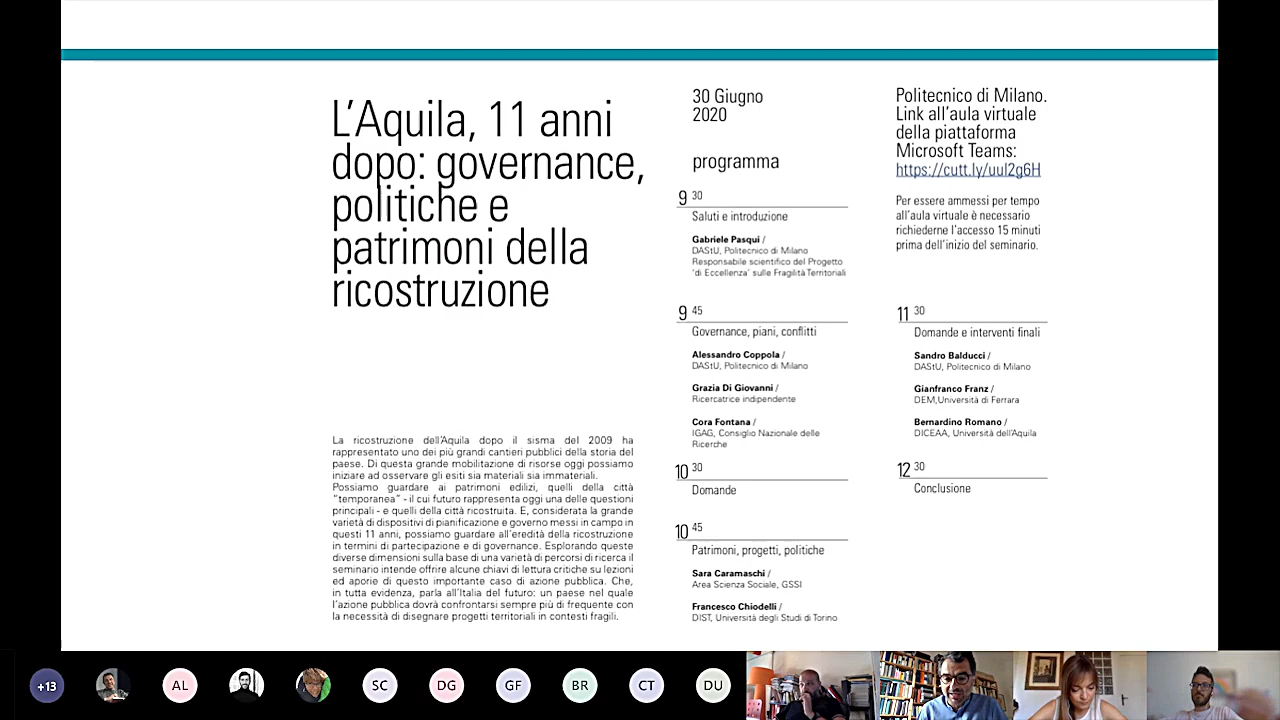 L'Aquila, 11 anni
dopo: governance,
politiche e
patrimoni della
ricostruzione
La ricostruzione dell'Aquila dopo il sisma del 2009 ha
rappresentato uno dei più grandi cantieri pubblici della storia del
paese. Di questa grande mobilitazione di risorse oggi possiamo
iniziare ad osservare gli esiti sia materiali sia immateriali.
Possiamo guardare ai patrimoni edilizi, quelli della città
"temporanea" - il cui futuro rappresenta oggi una delle questioni
principali - e quelli della città ricostruita. E, considerata la grande
varietà di dispositivi di pianificazione e governo messi in campo in
questi 11 anni, possiamo guardare all'eredità della ricostruzione
in termini di partecipazione e di governance. Esplorando queste
diverse dimensioni sulla base di una varietà di percorsi di ricerca il
seminario intende offrire alcune chiavi di lettura critiche su lezioni
ed aporie di questo importante caso di azione pubblica. Che,
in tutta evidenza, parla all'Italia del futuro: un paese nel quale
l'azione pubblica dovrà confrontarsi sempre più di frequente con
la necessità di disegnare progetti territoriali in contesti fragili.
30 Giugno
2020
programma
9 30
Saluti e introduzione
Gabriele Pasqui /
DAStU, Politecnico di Milano
Responsabile scientifico del Progetto
'di Eccellenza' sulle Fragilità Territoriali
9 45
Governance, piani, conflitti
Alessandro Coppola /
DAStU, Politecnico di Milano
Grazia Di Giovanni /
Ricercatrice indipendente
Cora Fontana /
IGAG, Consiglio Nazionale delle
Ricerche
10 30
Domande
10 45
Patrimoni, progetti, politiche
Sara Caramaschi /
Area Scienza Sociale, GSSI
Francesco Chiodelli /
DIST, Università degli Studi di Torino
Politecnico di Milano.
Link all'aula virtuale
della piattaforma
Microsoft Teams:
https://cutt.ly/uuI2g6H
Per essere ammessi per tempo
all'aula virtuale è necessario
richiederne l'accesso 15 minuti
prima dell'inizio del seminario.
11 30
Domande e interventi finali
Sandro Balducci /
DAStU, Politecnico di Milano
Gianfranco Franz /
DEM,Università di Ferrara
Bernardino Romano /
DICEAA, Università dell'Aquila
12 30
Conclusione
+13 AL SC DG GF BR CT DU